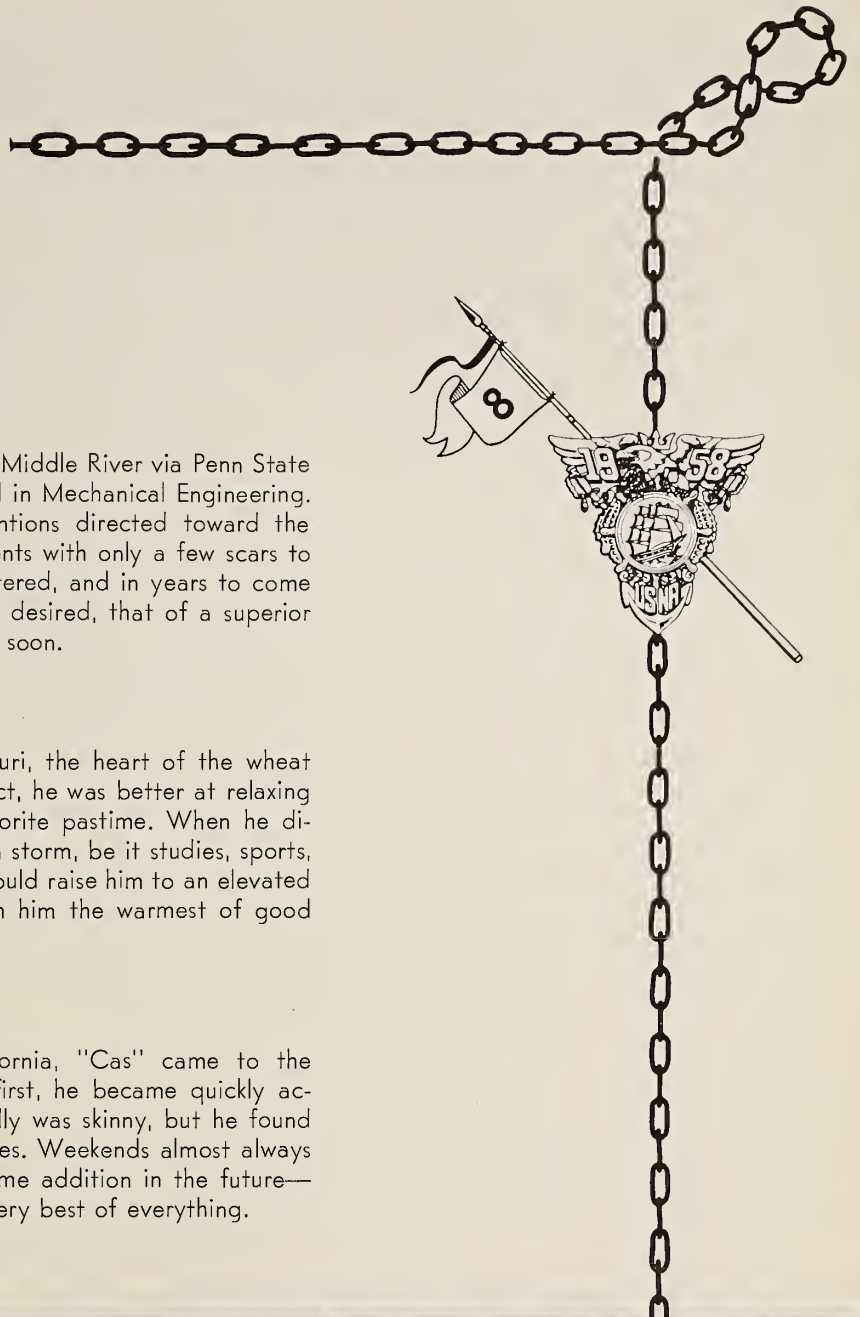 8
19 58
USNA
Middle River via Penn State
in Mechanical Engineering.
ntions directed toward the
ents with only a few scars to
ered, and in years to come
desired, that of a superior
soon.
uri, the heart of the wheat
ct, he was better at relaxing
orite pastime. When he di-
storm, be it studies, sports,
ould raise him to an elevated
him the warmest of good
ornia, "Cas" came to the
first, he became quickly ac-
lly was skinny, but he found
es. Weekends almost always
me addition in the future—
ery best of everything.